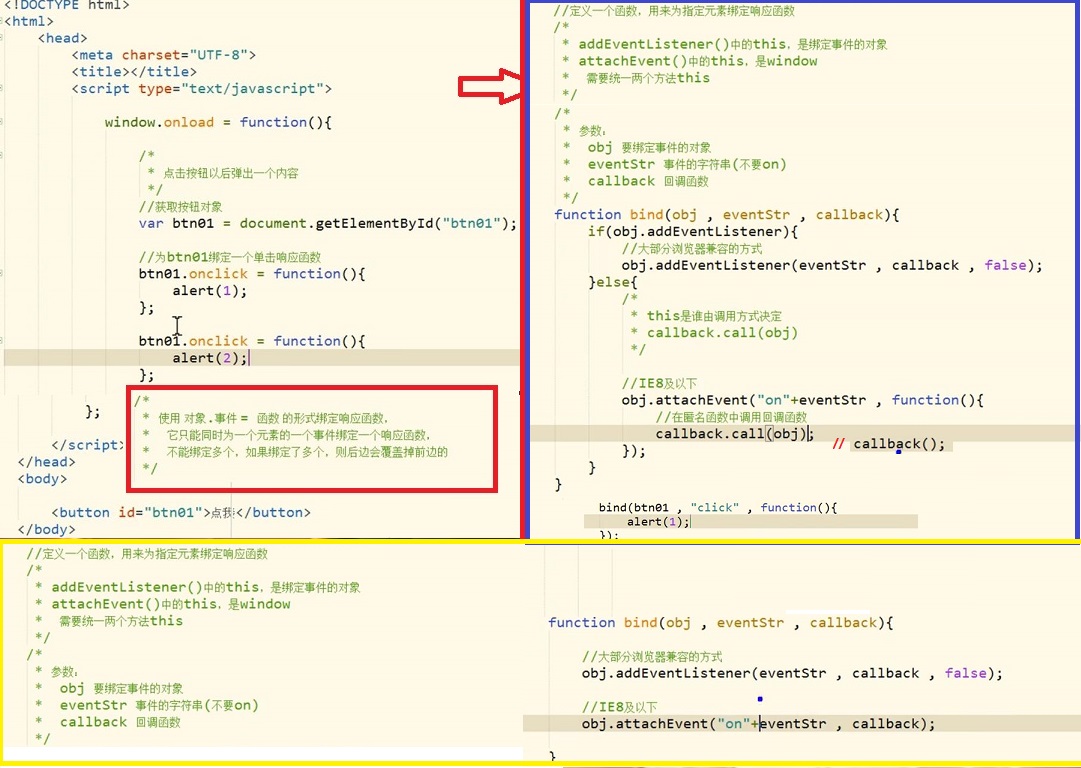 <!DOCTYPE html>
<html>
<head>
<meta charset="UTF-8">
<title></title>
<script type="text/javascript">
window.onload = function(){
/*
* 点击按钮以后弹出一个内容
*/
//获取按钮对象
var btn01 = document.getElementById("btn01");
//为btn01绑定一个单击响应函数
btn01.onclick = function(){
alert(1);
};
btn01.onclick = function(){
alert(2);
};
/*
* 使用 对象.事件 = 函数 的形式绑定响应函数，
* 它只能同时为一个元素的一个事件绑定一个响应函数，
* 不能绑定多个，如果绑定了多个，则后边会覆盖掉前边的
*/
};
</script>
</head>
<body>
<button id="btn01">点我</button>
</body>
//定义一个函数，用来为指定元素绑定响应函数
/*
* addEventListener()中的this，是绑定事件的对象
* attachEvent()中的this，是window
* 需要统一两个方法this
*/
/*
* 参数：
* obj 要绑定事件的对象
* eventStr 事件的字符串(不要on)
* callback 回调函数
*/
function bind(obj , eventStr , callback){
if(obj.addEventListener){
//大部分浏览器兼容的方式
obj.addEventListener(eventStr , callback , false);
}else{
/*
* this是谁由调用方式决定
* callback.call(obj)
*/
//IE8及以下
obj.attachEvent("on"+eventStr , function(){
//在匿名函数中调用回调函数
callback.call(obj);
// callback();
});
}
}
bind(btn01 , "click" , function(){
alert(1);
});
//定义一个函数，用来为指定元素绑定响应函数
/*
* addEventListener()中的this，是绑定事件的对象
* attachEvent()中的this，是window
* 需要统一两个方法this
*/
/*
* 参数：
* obj 要绑定事件的对象
* eventStr 事件的字符串(不要on)
* callback 回调函数
*/
function bind(obj , eventStr , callback){
//大部分浏览器兼容的方式
obj.addEventListener(eventStr , callback , false);
//IE8及以下
obj.attachEvent("on"+eventStr , callback);
}